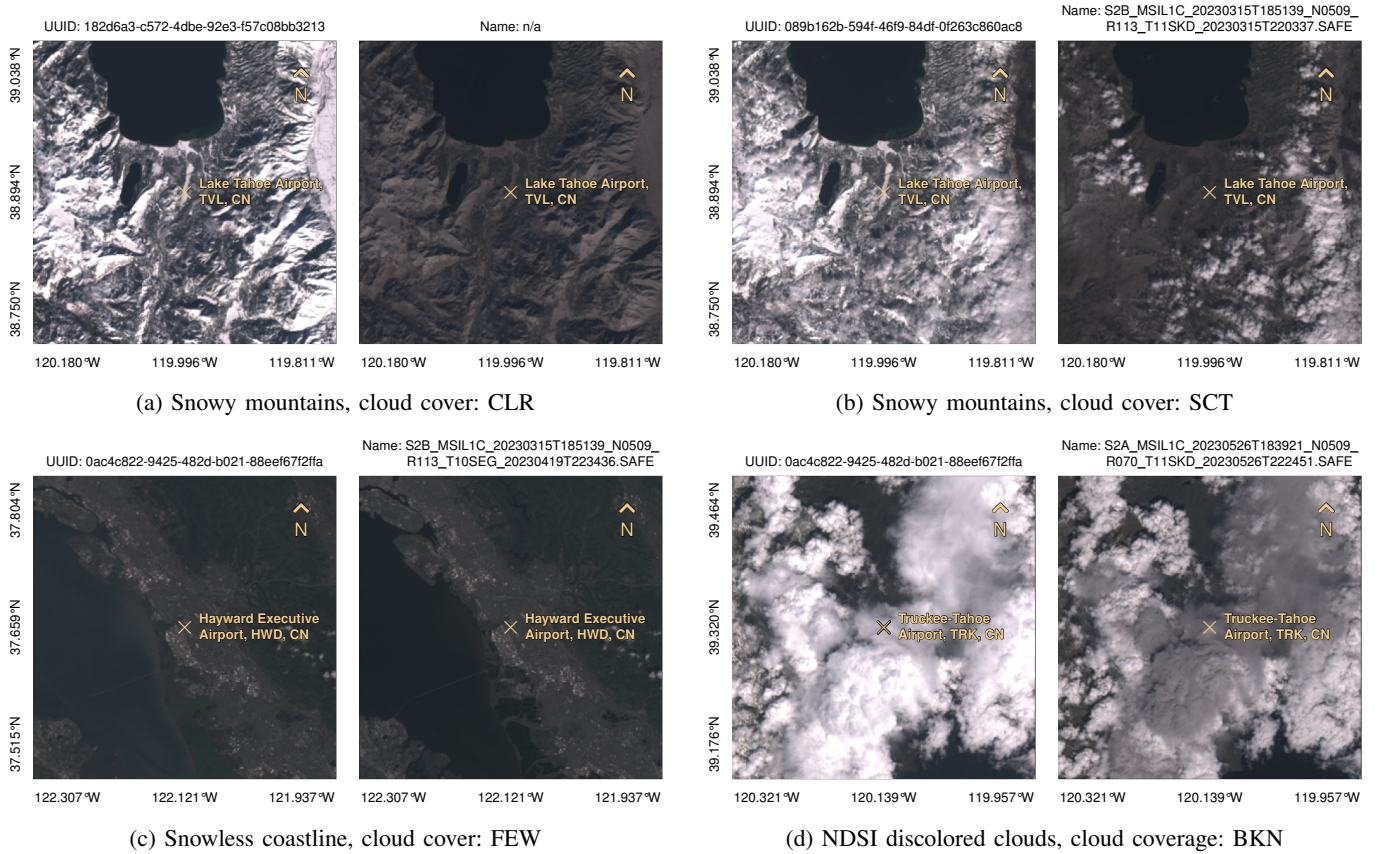 UUID: 182d6a3-c572-4dbe-92e3-f57c08bb3213
Name: n/a
39.038°N
38.894°N
38.750°N
N
Lake Tahoe Airport,
TVL, CN
N
Lake Tahoe Airport,
TVL, CN
120.180°W 119.996°W 119.811°W
120.180°W 119.996°W 119.811°W
(a) Snowy mountains, cloud cover: CLR
UUID: 089b162b-594f-46f9-84df-0f263c860ac8
Name: S2B_MSIL1C_20230315T185139_N0509_
R113_T11SKD_20230315T220337.SAFE
39.038°N
38.894°N
38.750°N
N
Lake Tahoe Airport,
TVL, CN
N
Lake Tahoe Airport,
TVL, CN
120.180°W 119.996°W 119.811°W
120.180°W 119.996°W 119.811°W
(b) Snowy mountains, cloud cover: SCT
UUID: 0ac4c822-9425-482d-b021-88eef67f2ffa
Name: S2B_MSIL1C_20230315T185139_N0509_
R113_T10SEG_20230419T223436.SAFE
37.804°N
37.659°N
37.515°N
N
Hayward Executive
Airport, HWD, CN
N
Hayward Executive
Airport, HWD, CN
122.307°W 122.121°W 121.937°W
122.307°W 122.121°W 121.937°W
(c) Snowless coastline, cloud cover: FEW
UUID: 0ac4c822-9425-482d-b021-88eef67f2ffa
Name: S2A_MSIL1C_20230526T183921_N0509_
R070_T11SKD_20230526T222451.SAFE
39.464°N
39.320°N
39.176°N
N
Truckee-Tahoe
Airport, TRK, CN
N
Truckee-Tahoe
Airport, TRK, CN
120.321°W 120.139°W 119.957°W
120.321°W 120.139°W 119.957°W
(d) NDSI discolored clouds, cloud coverage: BKN